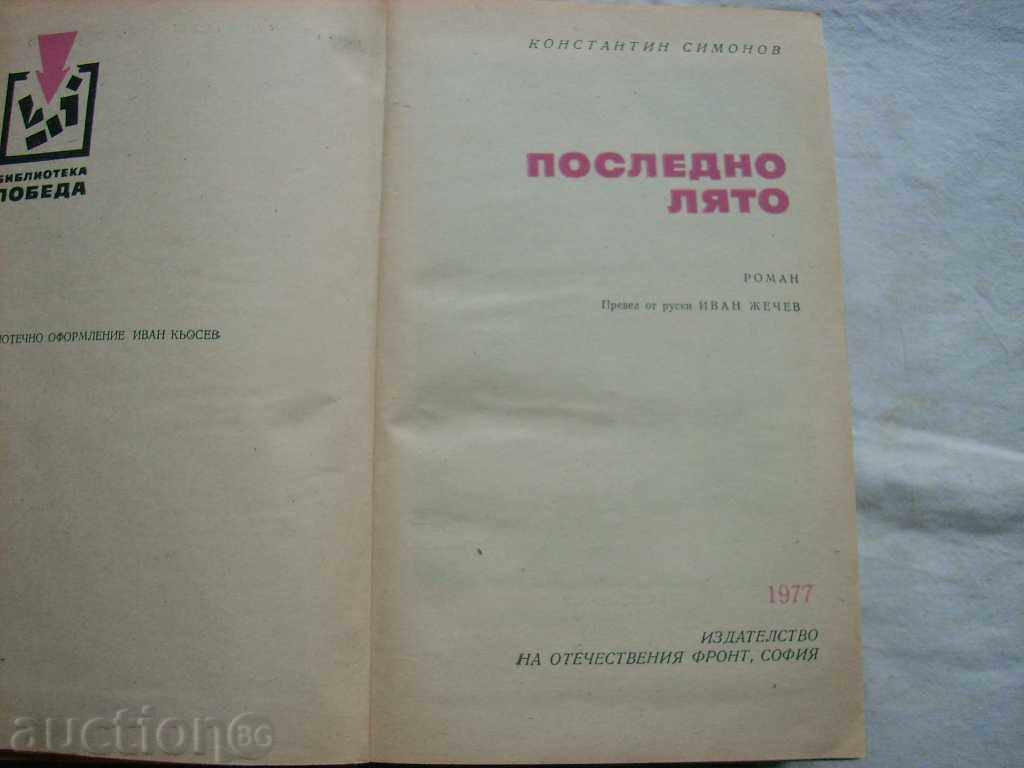 БИБЛИОТЕКА
ПОБЕДА
ОФОРМЛЕНИЕ ИВАН КЬОСЕВ
КОНСТАНТИН СИМОНОВ
ПОСЛЕДНО
ЛЯТО
РОМАН
Превел от руски ИВАН ЖЕЧЕВ
1977
ИЗДАТЕЛСТВО
НА ОТЕЧЕСТВЕНИЯ ФРОНТ, СОФИЯ
auction BG